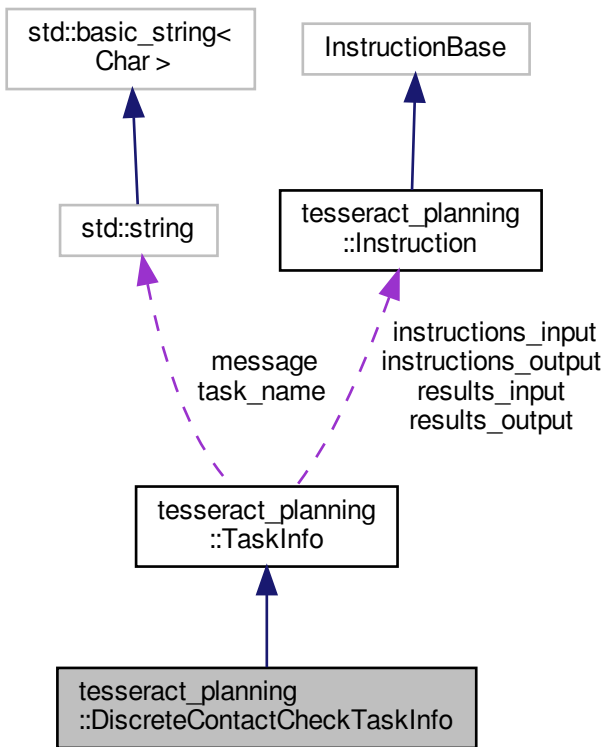 std::basic_string<
Char >
InstructionBase
std::string
tesseract_planning
::Instruction
message
task_name
instructions_input
instructions_output
results_input
results_output
tesseract_planning
::TaskInfo
tesseract_planning
::DiscreteContactCheckTaskInfo